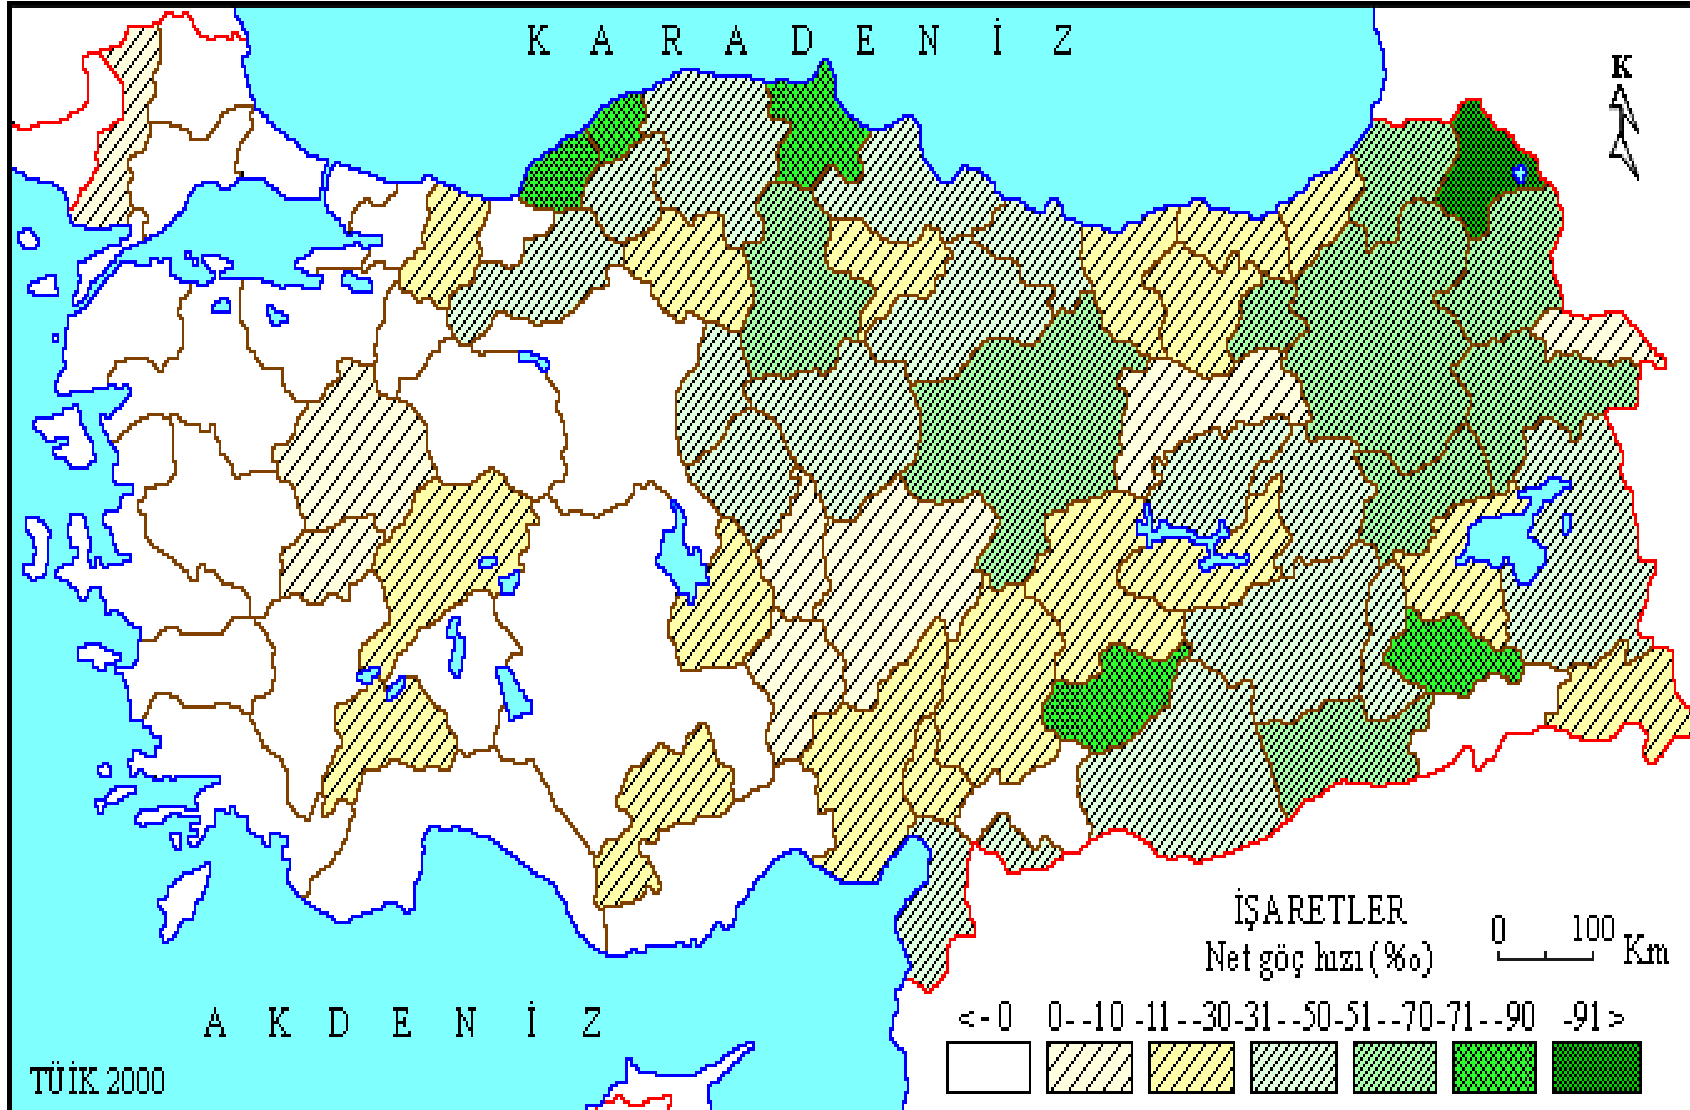 K A R A D E N İ Z
K
İŞARETLER
Net göç hızı (%o)
0 100 Km
A K D E N İ Z
<-0 0--10 -11--30 -31--50 -51--70 -71--90 -91>
TÜİK 2000